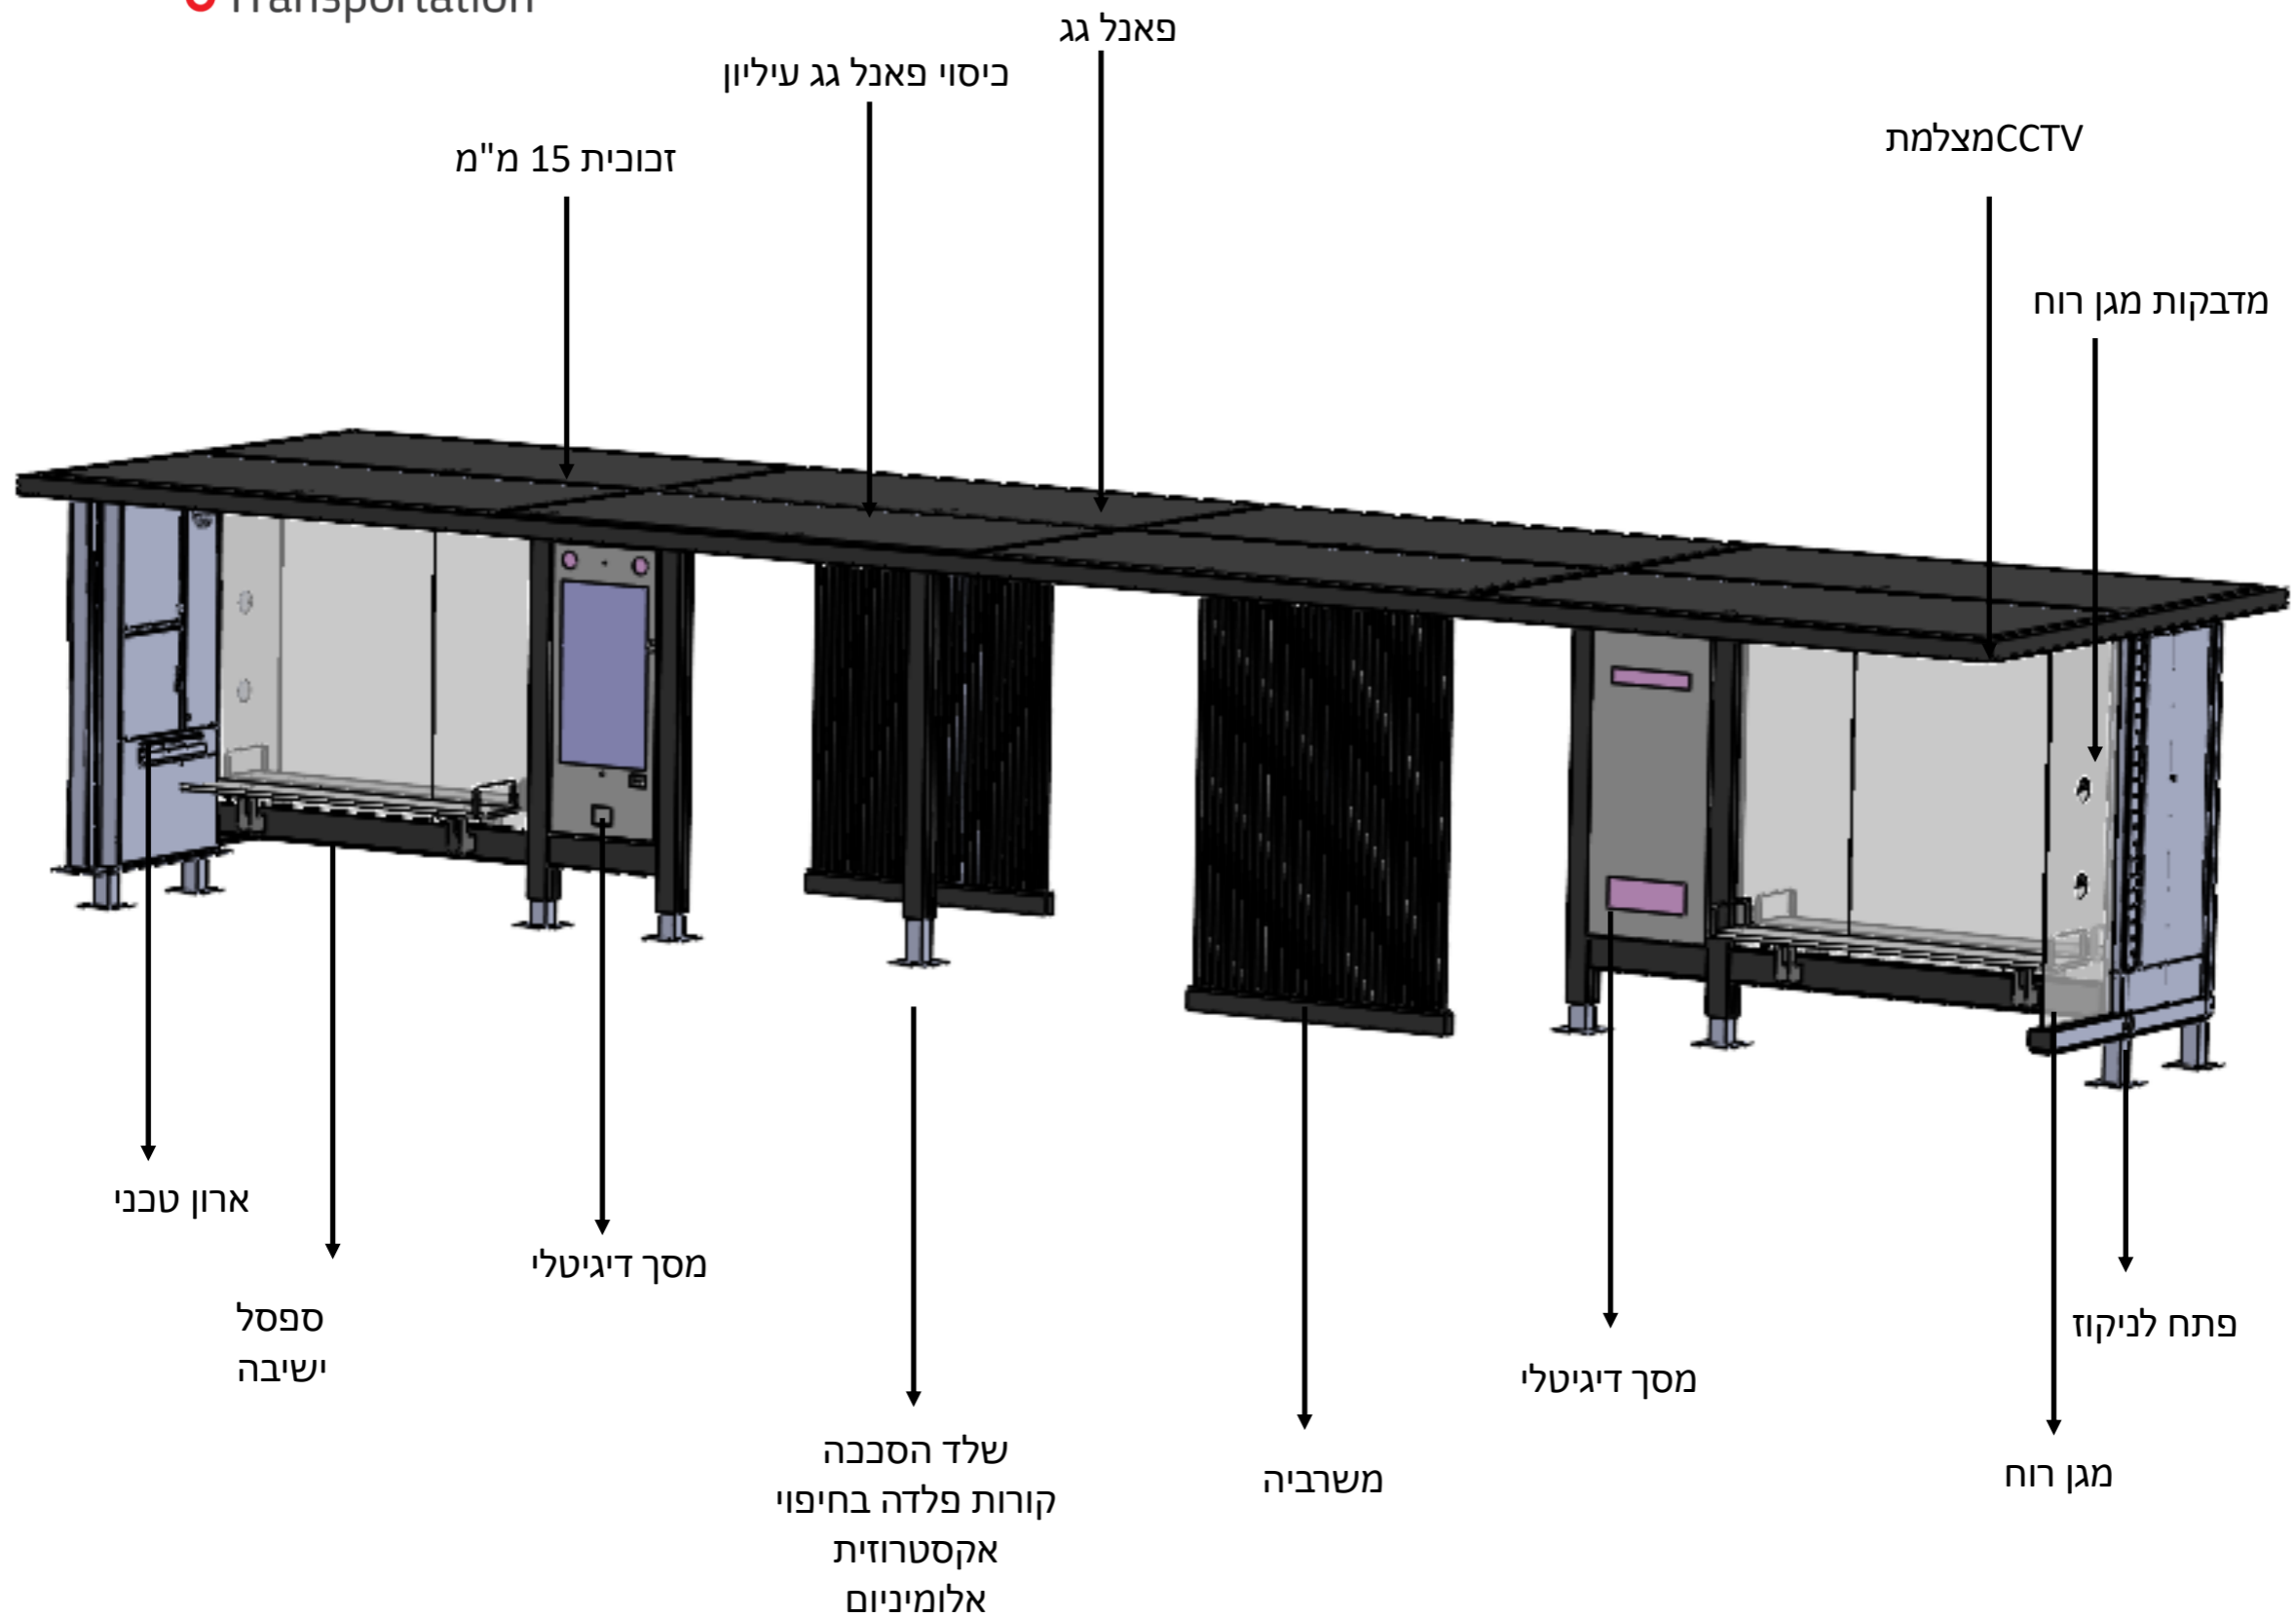 Transportation
פאנל גג
כיסוי פאנל גג עיליון
זכוכית 15 מ"מ
מצלמתCCTV
מדבקות מגן רוח
ארון טכני
מסך דיגיטלי
ספסל
ישיבה
פתח לניקוז
מסך דיגיטלי
שלד הסככה
קורות פלדה בחיפוי
אקסטרוזית
אלומיניום
משרביה
מגן רוח